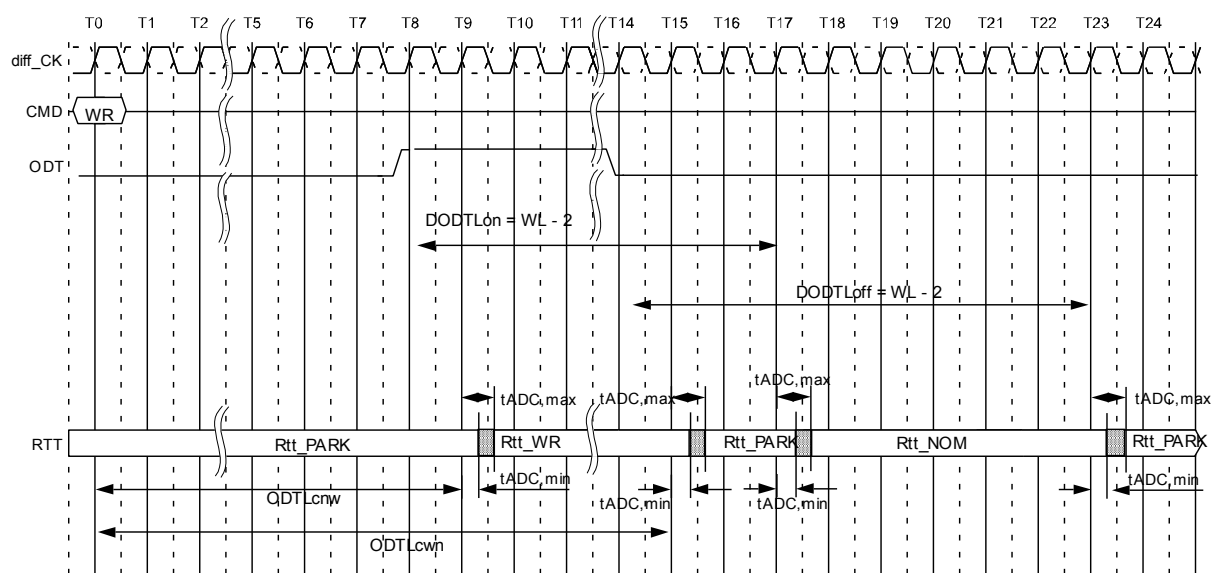 T0 T1 T2 T5 T6 T7 T8 T9 T10 T11 T14 T15 T16 T17 T18 T19 T20 T21 T22 T23 T24
diff_CK
CMD WR
ODT
DODTLon = WL - 2
DODTLoff = WL - 2
tADC,max tADC,max tADC,max tADC,max
RTT Rtt_PARK Rtt_WR Rtt_PARK Rtt_NOM Rtt_PARK
ODTLcnw tADC,min tADC,min tADC,min tADC,min
ODTLcwn